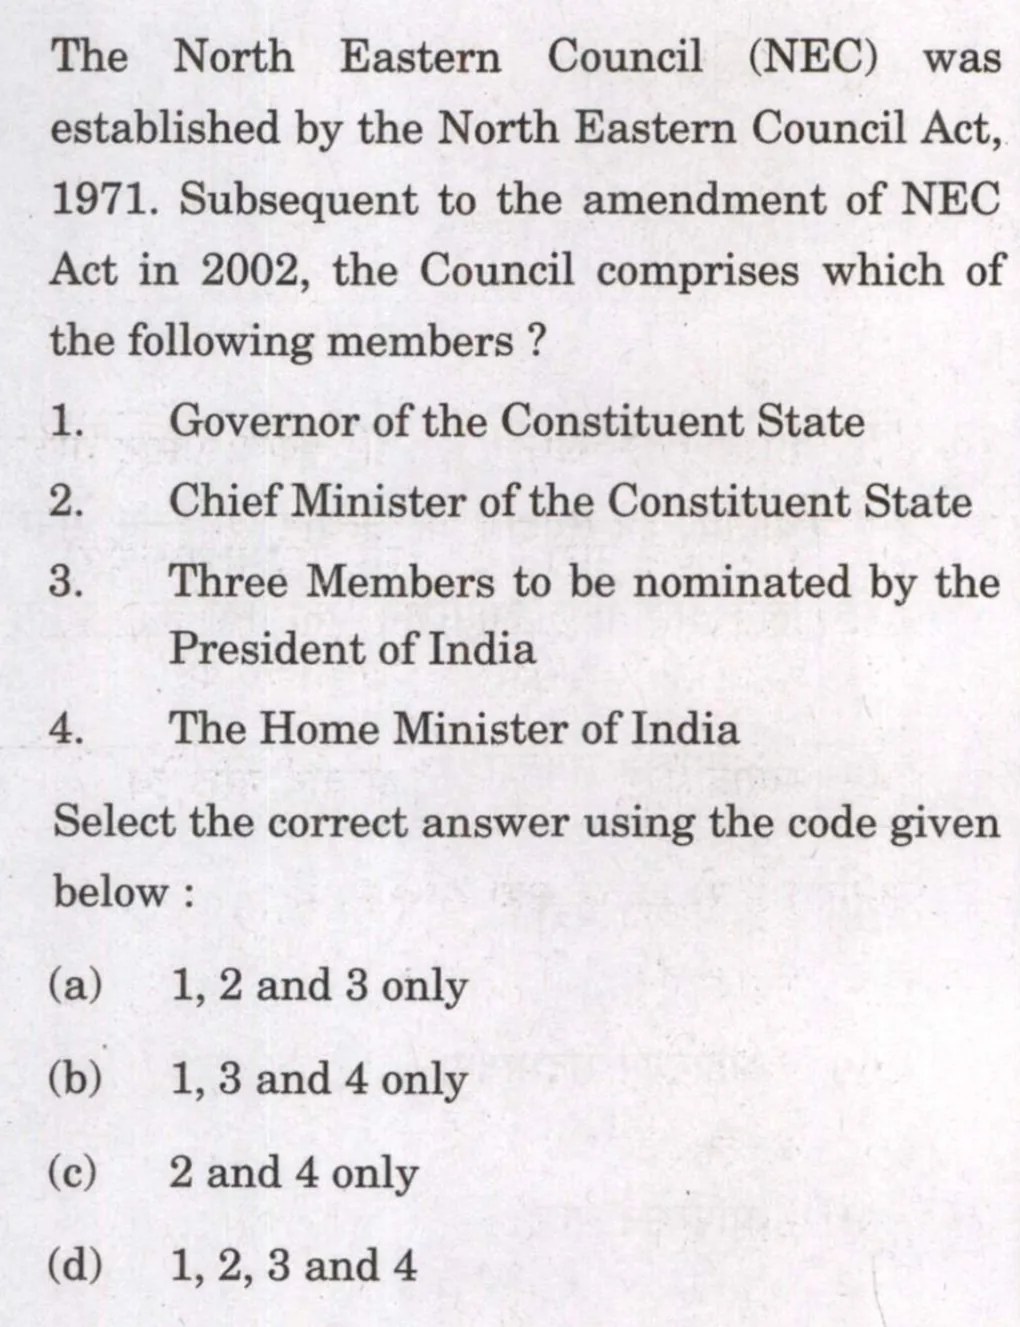 The North Eastern Council (NEC) was
established by the North Eastern Council Act,
1971. Subsequent to the amendment of NEC
Act in 2002, the Council comprises which of
the following members ?
1. Governor of the Constituent State
2. Chief Minister of the Constituent State
3. Three Members to be nominated by the
President of India
4. The Home Minister of India
Select the correct answer using the code given
below :
(a) 1, 2 and 3 only
(b) 1, 3 and 4 only
(c) 2 and 4 only
(d) 1, 2, 3 and 4